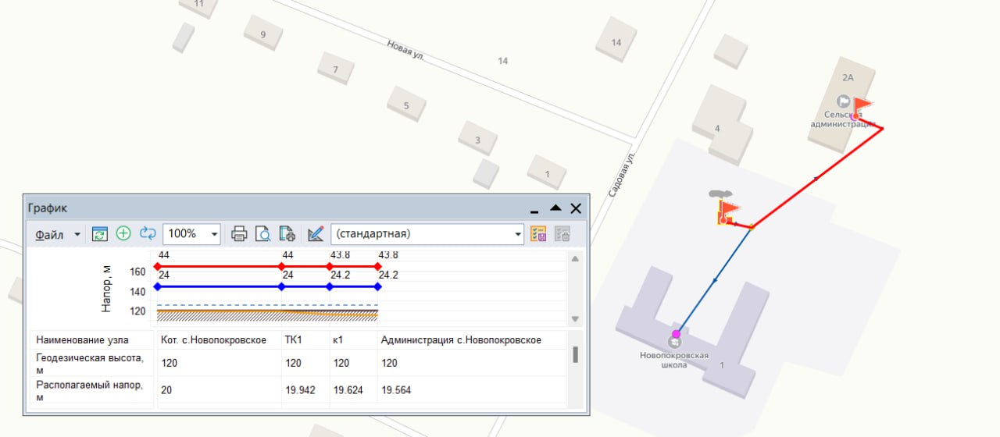 11
9
14
Новая ул.
14
7
2А
5
Сельская
администрация
4
3
1
Садовая ул.
График
Файл
100%
(стандартная)
44 44 43.8 43.8
160
24 24 24.2 24.2
140
120
Напор, м
Наименование узла Кот. с.Новопокровское ТК1 к1 Администрация с.Новопокровское
Геодезическая высота,
м
120 120 120 120
Располагаемый напор,
м
20 19.942 19.624 19.564
Новопокровская
школа
1